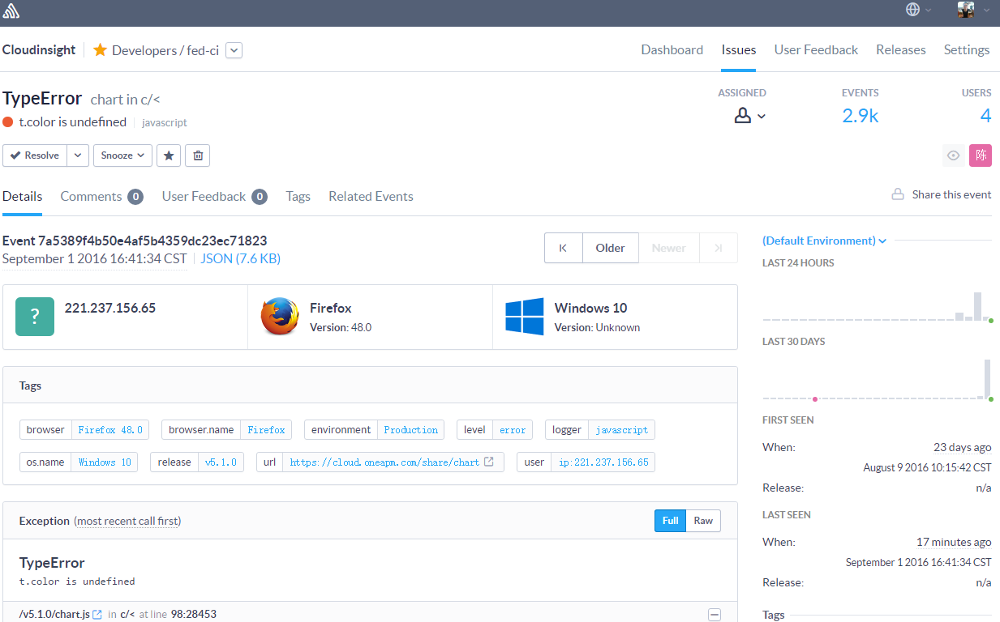 Cloudinsight Developers / fed-ci Dashboard Issues User Feedback Releases Settings
TypeError chart in c/< ASSIGNED EVENTS USERS
t.color is undefined javascript 2.9k 4
Resolve Snooze 陈
Details Comments 0 User Feedback 0 Tags Related Events Share this event
Event 7a5389f4b50e4af5b4359dc23ec71823
September 1 2016 16:41:34 CST JSON (7.6 KB)
Older Newer
?
221.237.156.65
Firefox
Version: 48.0
Windows 10
Version: Unknown
Tags
browser Firefox 48.0 browser.name Firefox environment Production level error logger javascript
os.name Windows 10 release v5.1.0 url https://cloud.oneapm.com/share/chart user ip:221.237.156.65
Exception (most recent call first) Full Raw
TypeError
t.color is undefined
/v5.1.0/chart.js in c/< at line 98:28453
(Default Environment)
LAST 24 HOURS
LAST 30 DAYS
FIRST SEEN
When: 23 days ago
August 9 2016 10:15:42 CST
Release: n/a
LAST SEEN
When: 17 minutes ago
September 1 2016 16:41:34 CST
Release: n/a
Tags